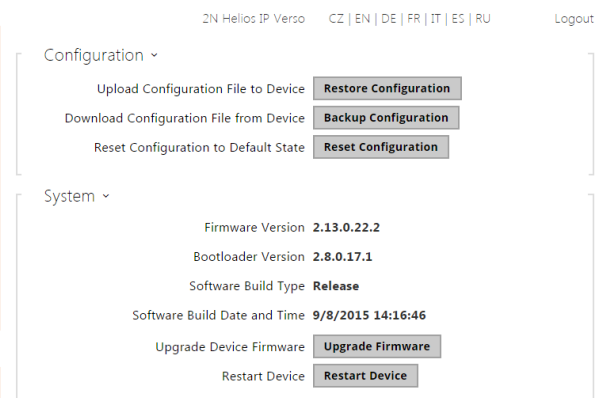 2N Helios IP Verso CZ | EN | DE | FR | IT | ES | RU Logout
Configuration
Upload Configuration File to Device Restore Configuration
Download Configuration File from Device Backup Configuration
Reset Configuration to Default State Reset Configuration
System
Firmware Version 2.13.0.22.2
Bootloader Version 2.8.0.17.1
Software Build Type Release
Software Build Date and Time 9/8/2015 14:16:46
Upgrade Device Firmware Upgrade Firmware
Restart Device Restart Device